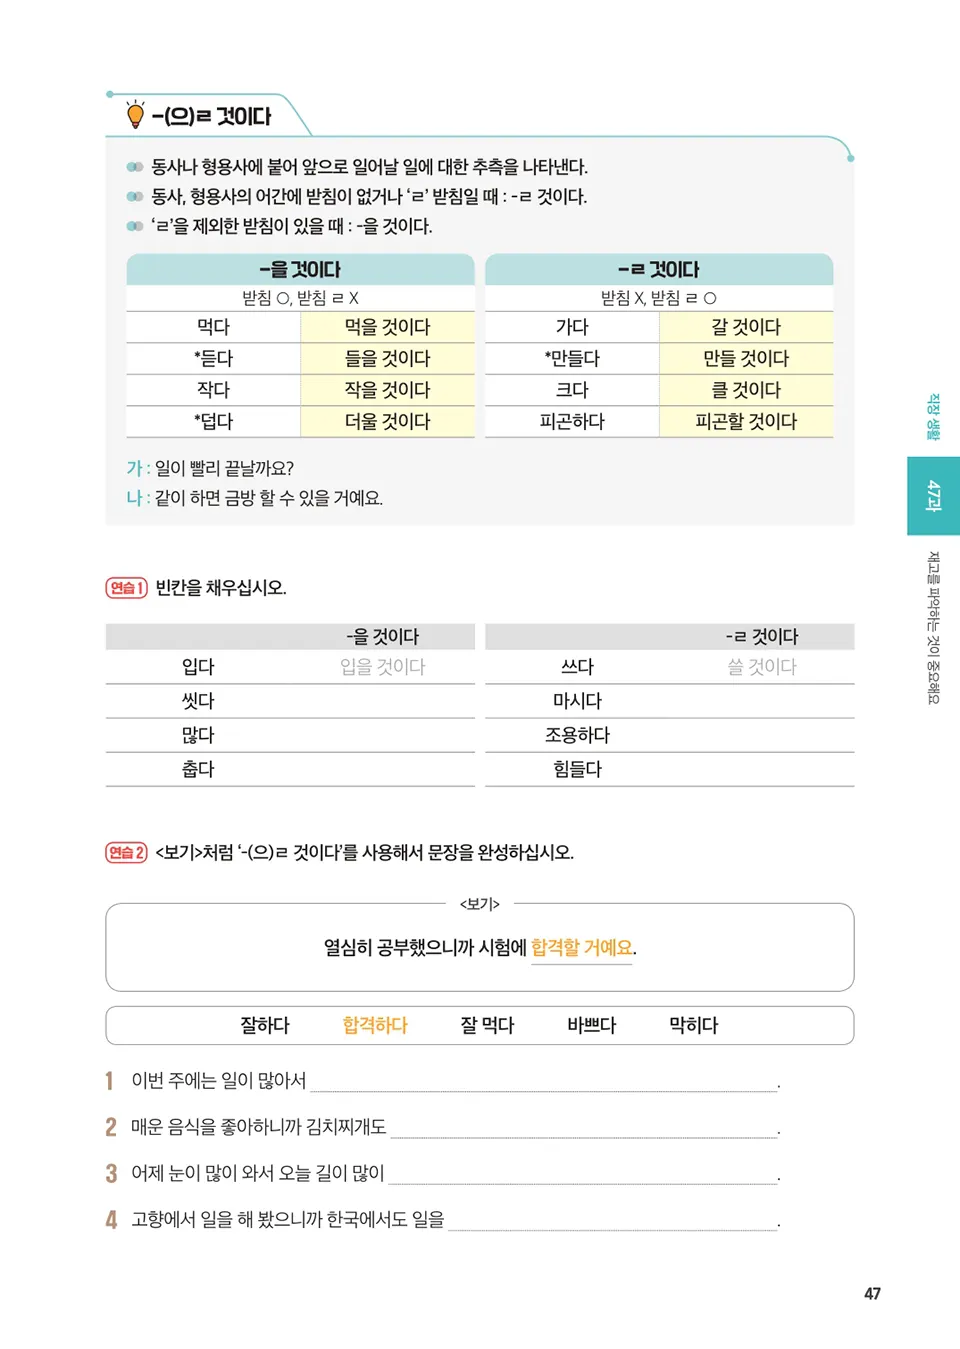 -(으)ㄹ 것이다
동사나 형용사에 붙어 앞으로 일어날 일에 대한 추측을 나타낸다.
동사, 형용사의 어간에 받침이 없거나 ‘ㄹ’ 받침일 때 : -ㄹ 것이다.
‘ㄹ’을 제외한 받침이 있을 때 : -을 것이다.
-을 것이다
받침 O, 받침 ㄹ X
먹다 먹을 것이다
*듣다 들을 것이다
작다 작을 것이다
*덥다 더울 것이다
-ㄹ 것이다
받침 X, 받침 ㄹ O
가다 갈 것이다
*만들다 만들 것이다
크다 클 것이다
피곤하다 피곤할 것이다
가 : 일이 빨리 끝날까요?
나 : 같이 하면 금방 할 수 있을 거예요.
연습 1 빈칸을 채우십시오.
-을 것이다
입다 입을 것이다
씻다
많다
춥다
-ㄹ 것이다
쓰다 쓸 것이다
마시다
조용하다
힘들다
연습 2 <보기>처럼 ‘-(으)ㄹ 것이다’를 사용해서 문장을 완성하십시오.
<보기>
열심히 공부했으니까 시험에 합격할 거예요.
잘하다 합격하다 잘 먹다 바쁘다 막히다
1 이번 주에는 일이 많아서 .
2 매운 음식을 좋아하니까 김치찌개도 .
3 어제 눈이 많이 와서 오늘 길이 많이 .
4 고향에서 일을 해 봤으니까 한국에서도 일을 .
직장 생활
47과
재고를 파악하는 것이 중요해요
47